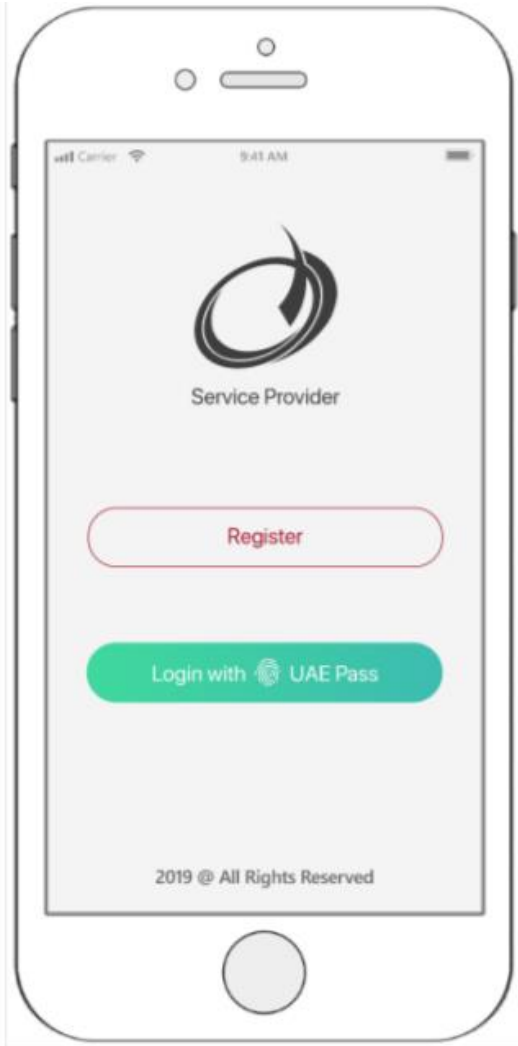 Carrier 9:41 AM
Service Provider
Register
Login with UAE Pass
2019 @ All Rights Reserved